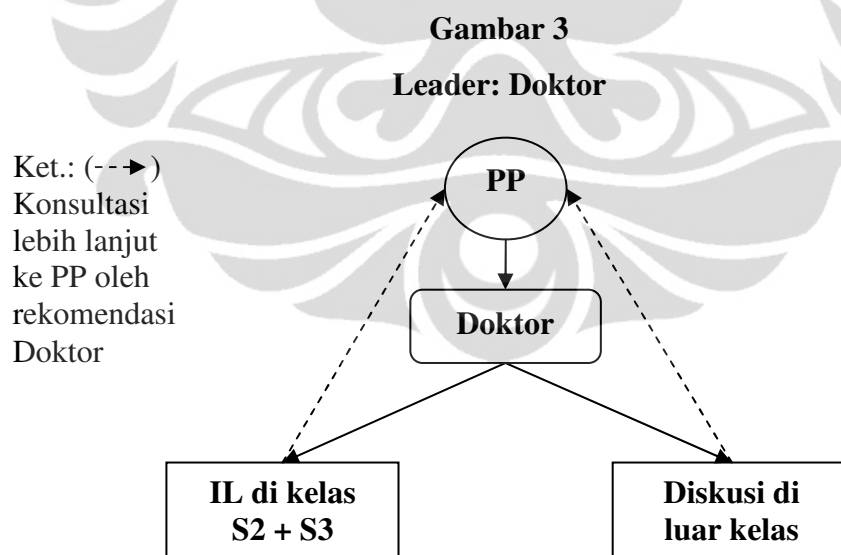 Gambar 3
Leader: Doktor
Ket.: (--->)
Konsultasi
lebih lanjut
ke PP oleh
rekomendasi
Doktor
PP
Doktor
IL di kelas
S2 + S3
Diskusi di
luar kelas